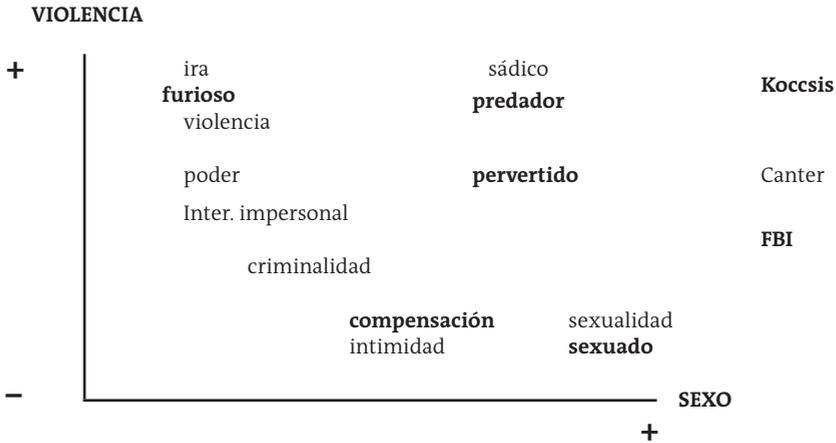 VIOLENCIA
+
ira
sádico
furioso
predador
Koccsis
violencia
poder
pervertido
Canter
Inter. impersonal
FBI
criminalidad
compensación
sexualidad
intimidad
sexuado
–
SEXO
+